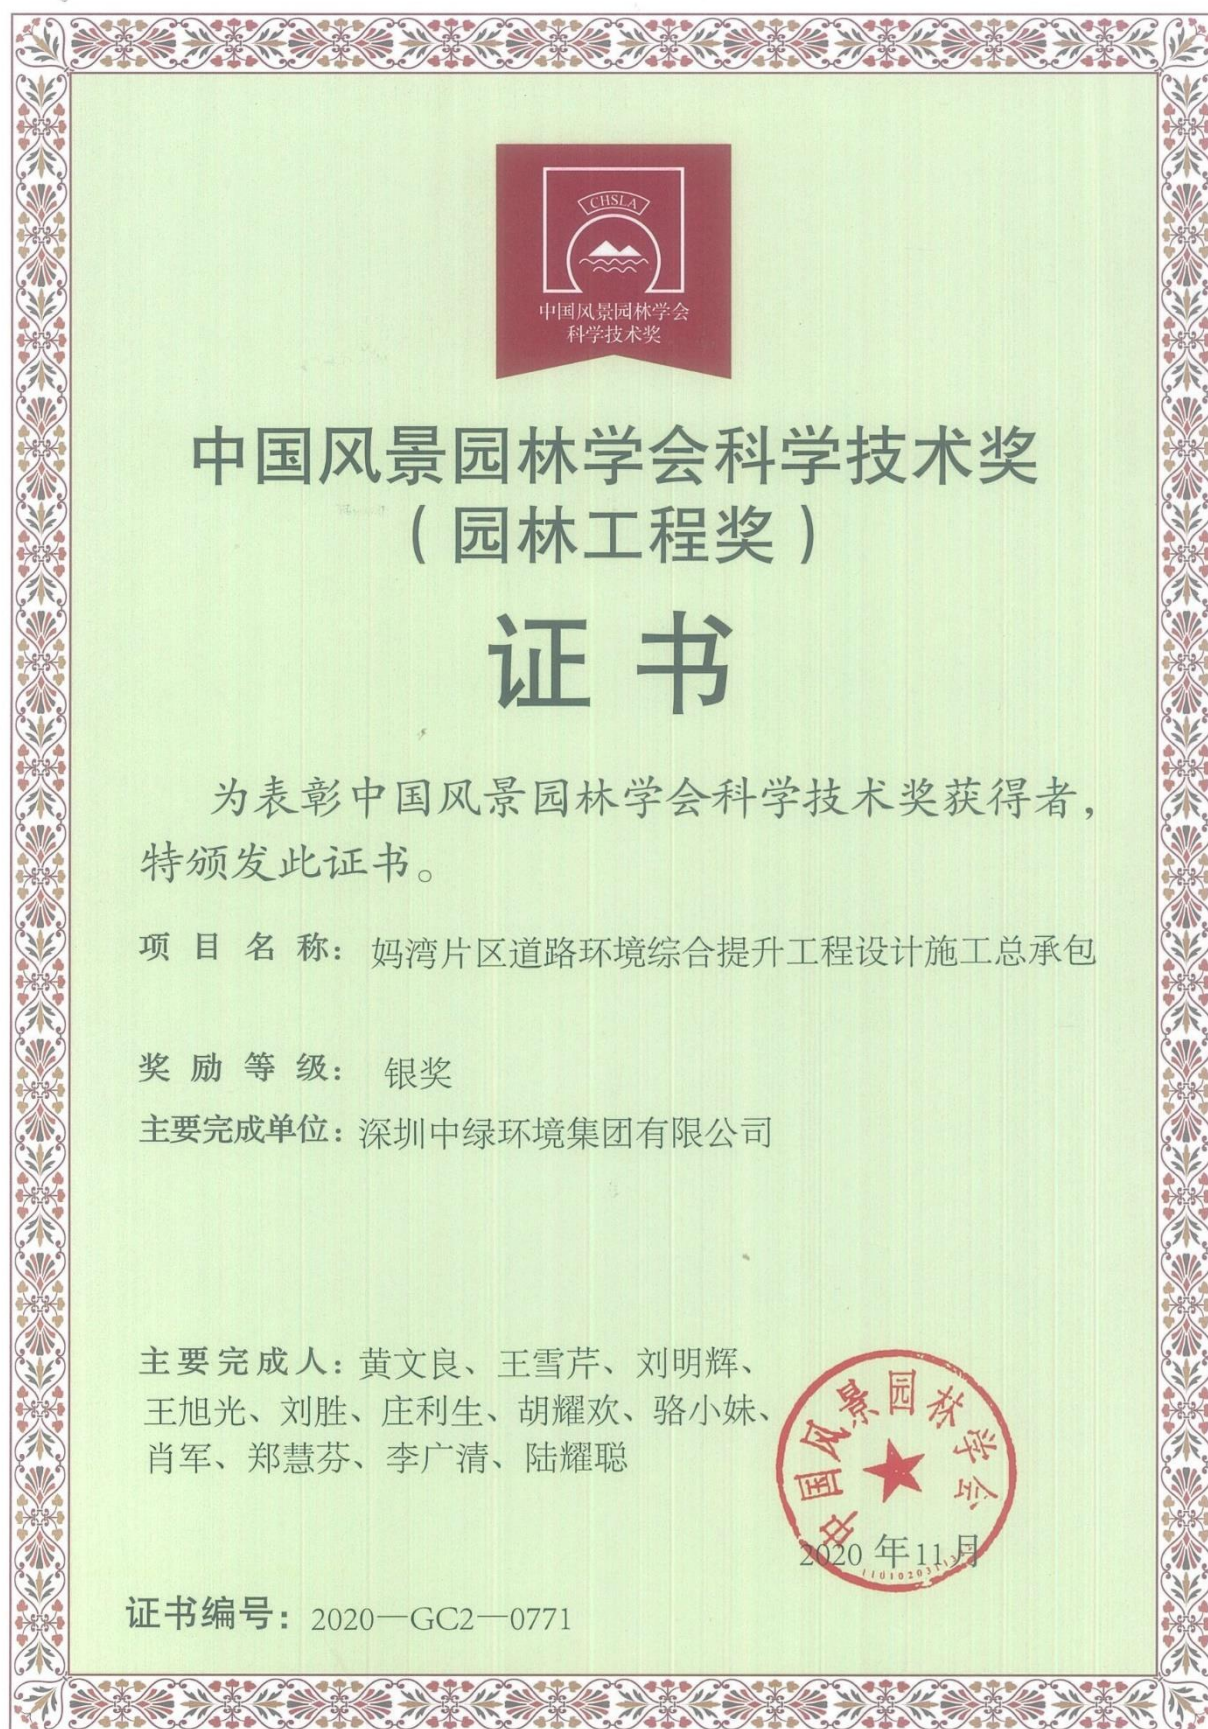 CHSLA
中国风景园林学会
科学技术奖
中国风景园林学会科学技术奖
（园林工程奖）
证书
为表彰中国风景园林学会科学技术奖获得者，
特颁发此证书。
项目名称：妈湾片区道路环境综合提升工程设计施工总承包
奖励等级：银奖
主要完成单位：深圳中绿环境集团有限公司
主要完成人：黄文良、王雪芹、刘明辉、
王旭光、刘胜、庄利生、胡耀欢、骆小妹、
肖军、郑慧芬、李广清、陆耀聪
中国风景园林学会
2020年11月
证书编号：2020—GC2—0771